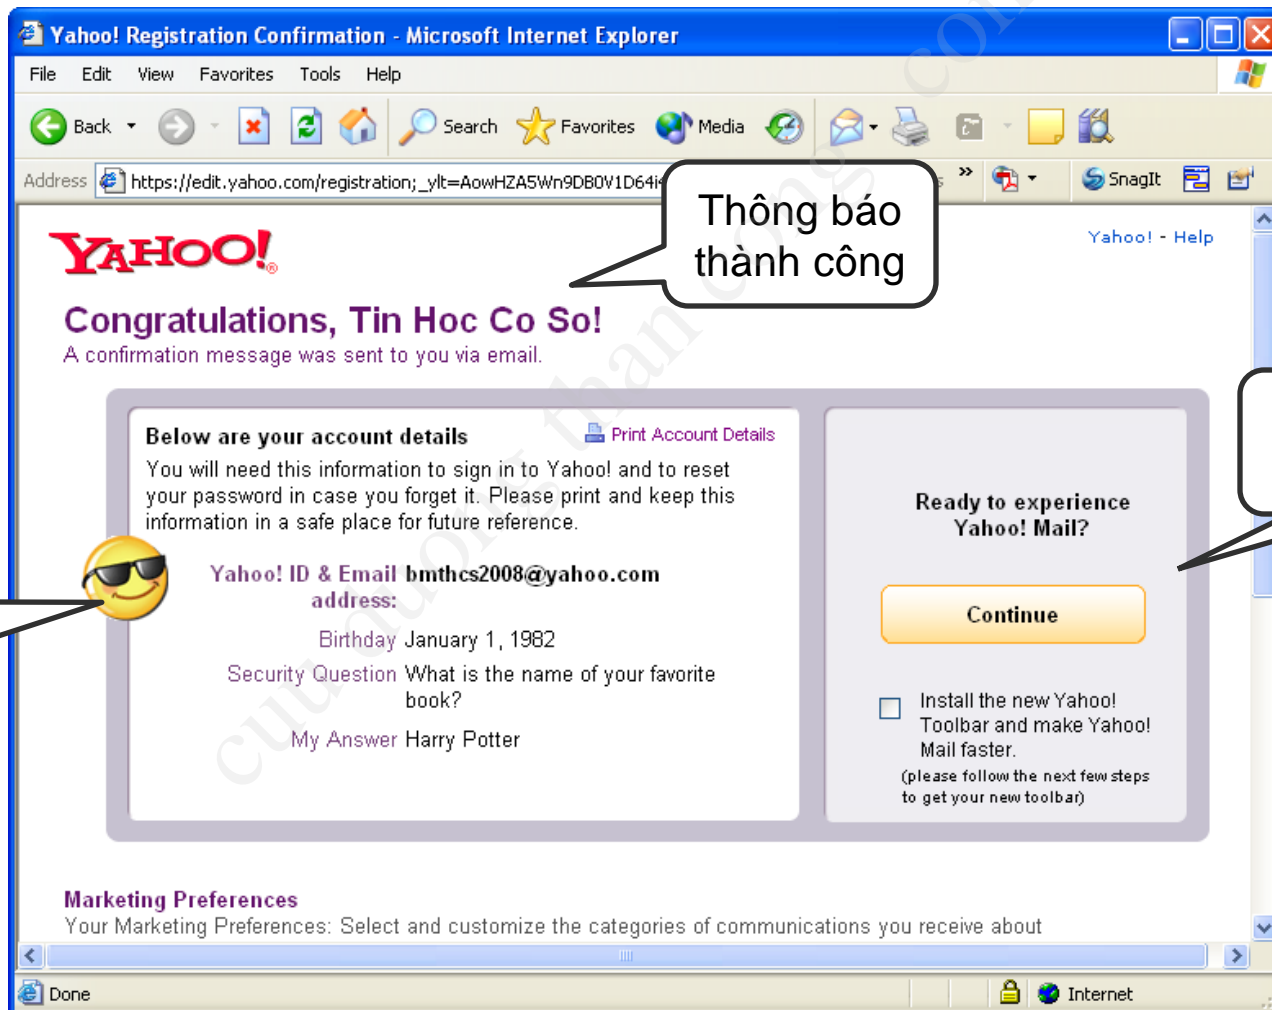 Yahoo! Registration Confirmation - Microsoft Internet Explorer
File Edit View Favorites Tools Help
Back Search Favorites Media
Address https://edit.yahoo.com/registration;_ylt=AowHZA5Wn9DB0V1D64i SnagIt
Thông báo
thành công
YAHOO!
Yahoo! - Help
Congratulations, Tin Hoc Co So!
A confirmation message was sent to you via email.
Below are your account details
Print Account Details
You will need this information to sign in to Yahoo! and to reset
your password in case you forget it. Please print and keep this
information in a safe place for future reference.
Yahoo! ID & Email bmthcs2008@yahoo.com
address:
Birthday January 1, 1982
Security Question What is the name of your favorite
book?
My Answer Harry Potter
Ready to experience
Yahoo! Mail?
Continue
Install the new Yahoo!
Toolbar and make Yahoo!
Mail faster.
(please follow the next few steps
to get your new toolbar)
Marketing Preferences
Your Marketing Preferences: Select and customize the categories of communications you receive about
Done Internet
cuu duong than cong com